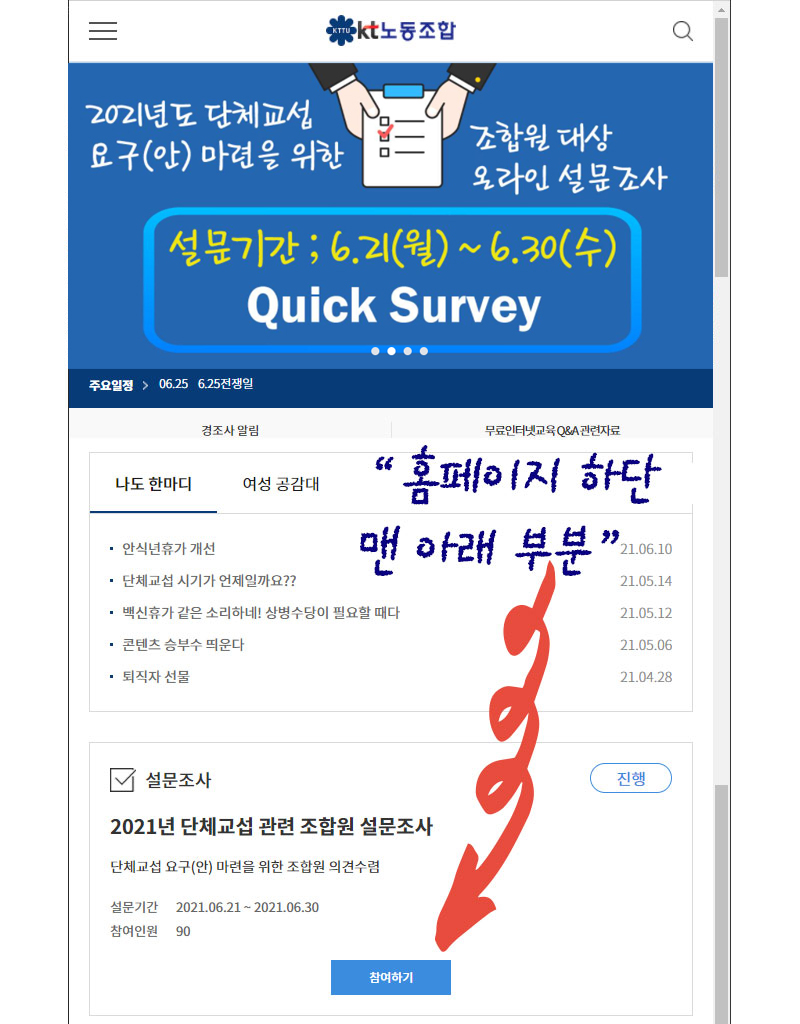 KTTU kt노동조합
2021년도 단체교섭
요구(안) 마련을 위한
조합원 대상
온라인 설문조사
설문기간 ; 6.21(월) ~ 6.30(수)
Quick Survey
주요일정 > 06.25 6.25전쟁일
경조사 알림 무료인터넷교육 Q&A 관련자료
“ 홈페이지 하단
나도 한마디 여성 공감대
맨 아래 부분 ”
안식년휴가 개선 21.06.10
단체교섭 시기가 언제일까요?? 21.05.14
백신휴가 같은 소리하네! 상병수당이 필요할 때다 21.05.12
콘텐츠 승부수 띄운다 21.05.06
퇴직자 선물 21.04.28
설문조사 진행
2021년 단체교섭 관련 조합원 설문조사
단체교섭 요구(안) 마련을 위한 조합원 의견수렴
설문기간 2021.06.21 ~ 2021.06.30
참여인원 90
참여하기